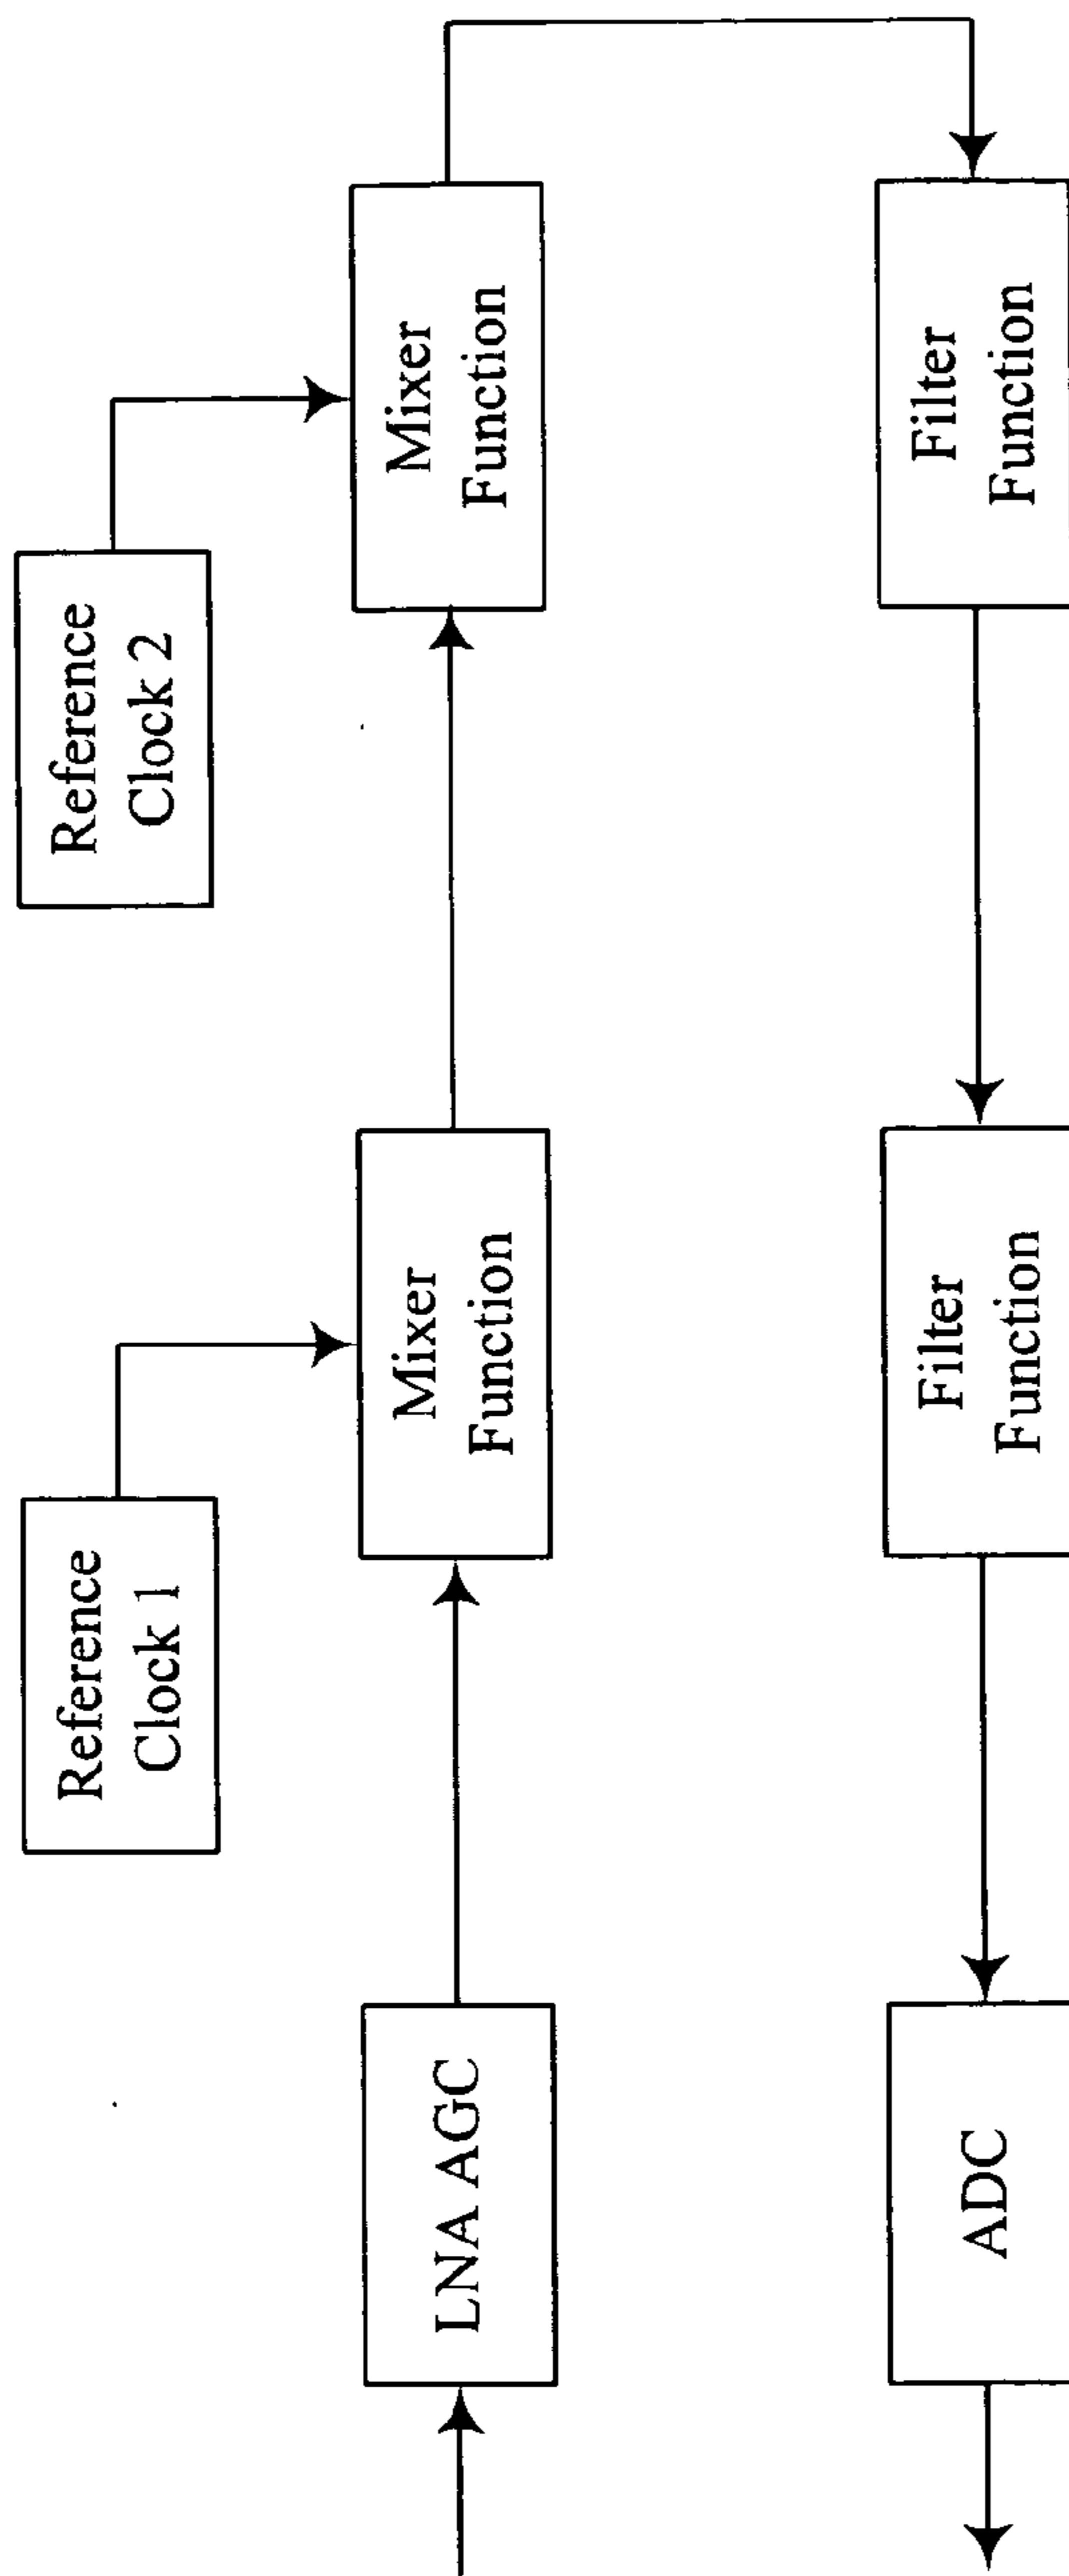 Reference
Clock 1
Reference
Clock 2
LNA AGC
Mixer
Function
Mixer
Function
ADC
Filter
Function
Filter
Function